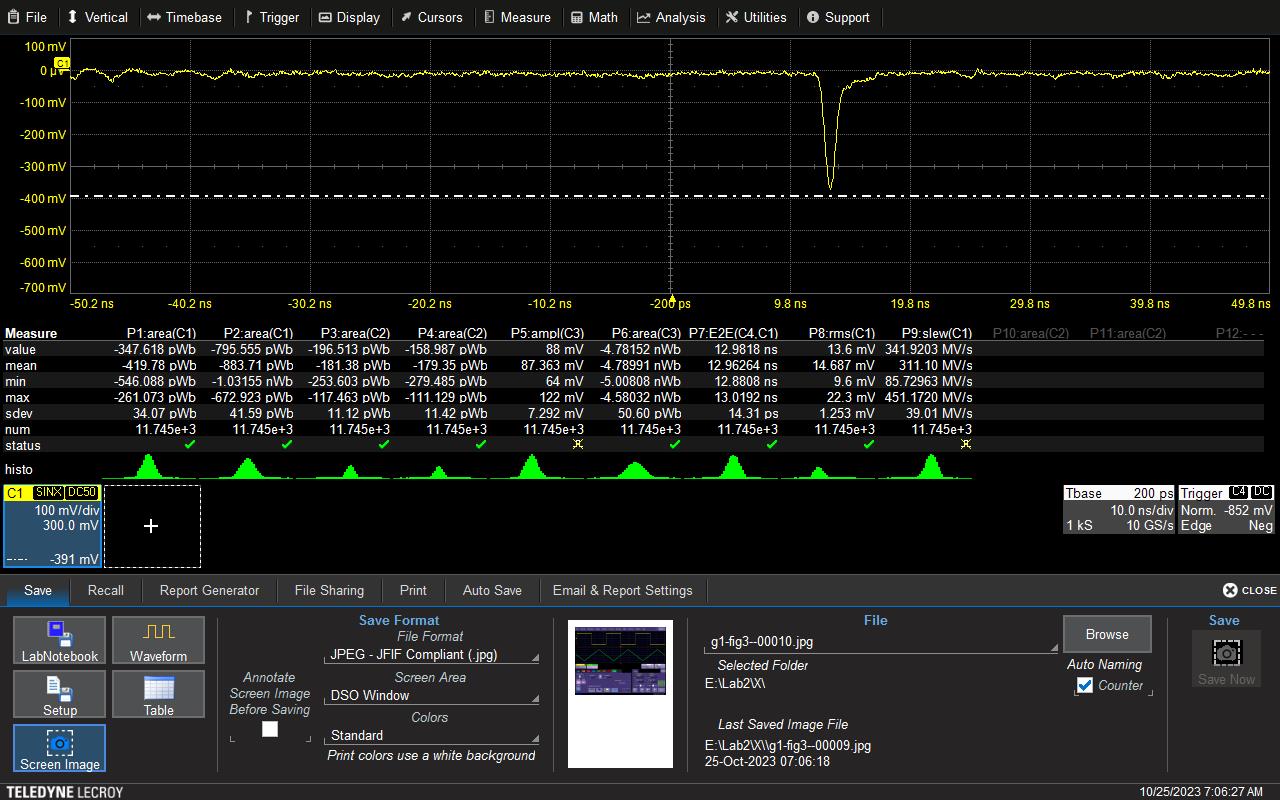 File Vertical Timebase Trigger Display Cursors Measure Math Analysis Utilities Support
100 mV
C1
0 µV
-100 mV
-200 mV
-300 mV
-400 mV
-500 mV
-600 mV
-700 mV
-50.2 ns -40.2 ns -30.2 ns -20.2 ns -10.2 ns -200 ps 9.8 ns 19.8 ns 29.8 ns 39.8 ns 49.8 ns
Measure P1:area(C1) P2:area(C1) P3:area(C2) P4:area(C2) P5:ampl(C3) P6:area(C3) P7:E2E(C4,C1) P8:rms(C1) P9:slew(C1) P10:area(C2) P11:area(C2) P12:- - -
value -347.618 pWb -795.555 pWb -196.513 pWb -158.987 pWb 88 mV -4.78152 nWb 12.9818 ns 13.6 mV 341.9203 MV/s
mean -419.78 pWb -883.71 pWb -181.38 pWb -179.35 pWb 87.363 mV -4.78991 nWb 12.96264 ns 14.687 mV 311.10 MV/s
min -546.088 pWb -1.03155 nWb -253.603 pWb -279.485 pWb 64 mV -5.00808 nWb 12.8808 ns 9.6 mV 85.72963 MV/s
max -261.073 pWb -672.923 pWb -117.463 pWb -111.129 pWb 122 mV -4.58032 nWb 13.0192 ns 22.3 mV 451.1720 MV/s
sdev 34.07 pWb 41.59 pWb 11.12 pWb 11.42 pWb 7.292 mV 50.60 pWb 14.31 ps 1.253 mV 39.01 MV/s
num 11.745e+3 11.745e+3 11.745e+3 11.745e+3 11.745e+3 11.745e+3 11.745e+3 11.745e+3 11.745e+3
status
histo
C1 SINX DC50
100 mV/div
300.0 mV
-391 mV
+
Tbase 200 ps
10.0 ns/div
1 kS 10 GS/s
Trigger C4 DC
Norm. -852 mV
Edge Neg
Save Recall Report Generator File Sharing Print Auto Save Email & Report Settings CLOSE
LabNotebook
Waveform
Setup
Table
Screen Image
Annotate
Screen Image
Before Saving
Save Format
File Format
JPEG - JFIF Compliant (.jpg)
Screen Area
DSO Window
Colors
Standard
Print colors use a white background
File
g1-fig3--00010.jpg
Browse
Selected Folder
E:\Lab2\X\
Auto Naming
Counter
Last Saved Image File
E:\Lab2\X\\g1-fig3--00009.jpg
25-Oct-2023 07:06:18
Save
Save Now
TELEDYNE LECROY
10/25/2023 7:06:27 AM